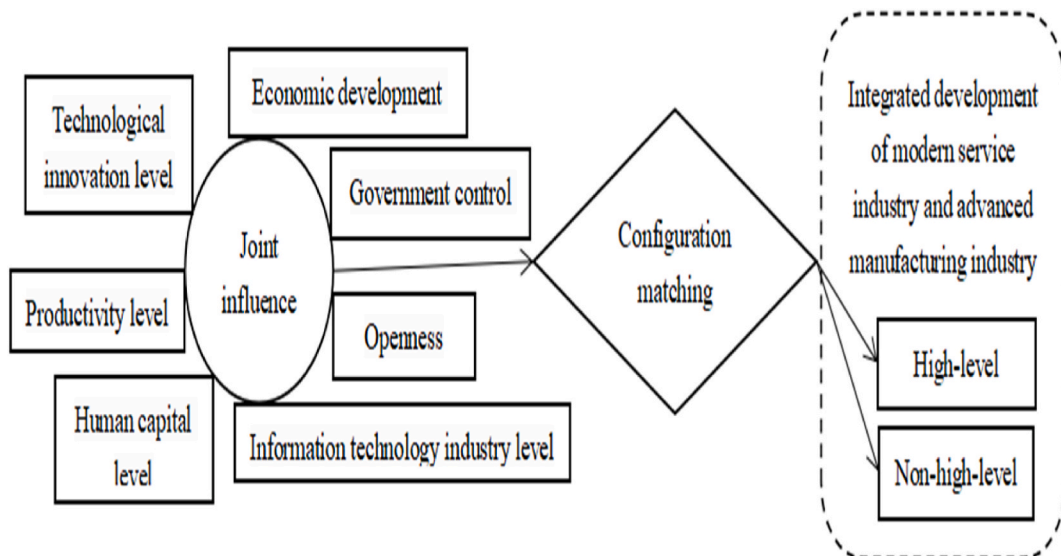 Technological
innovation level
Economic development
Government control
Joint
influence
Productivity level
Openness
Human capital
level
Information technology industry level
Configuration
matching
Integrated development
of modern service
industry and advanced
manufacturing industry
High-level
Non-high-level